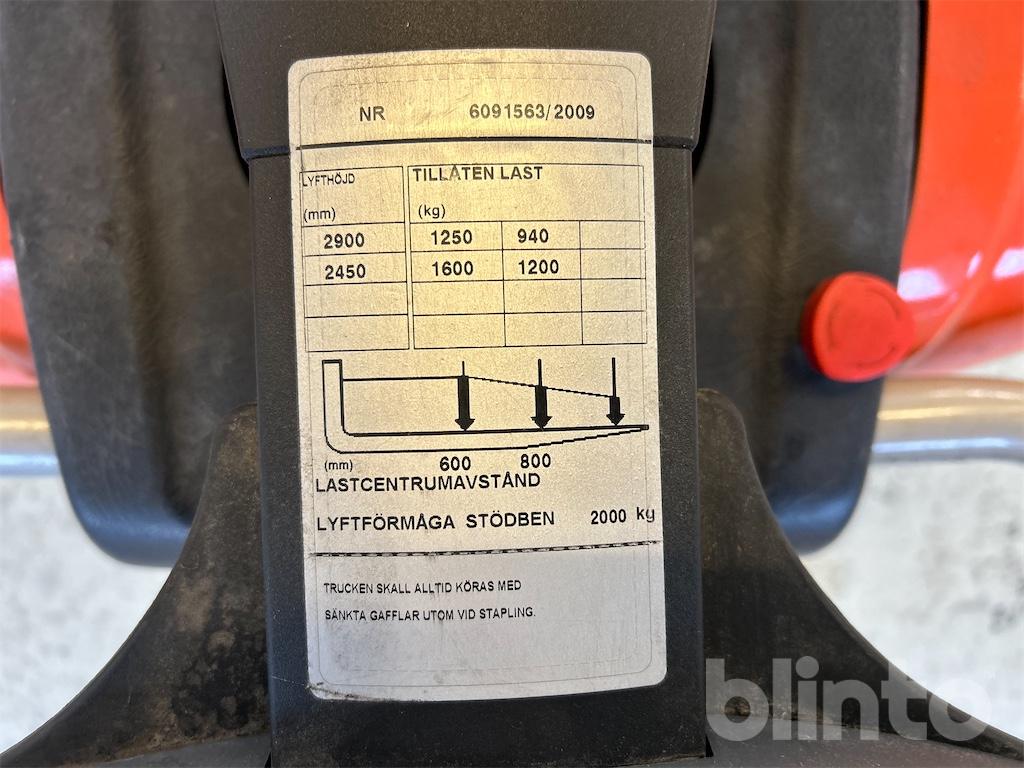 NR 6091563/2009
LYFTHÖJD TILLÅTEN LAST
(mm) (kg)
2900 1250 940
2450 1600 1200
(mm) 600 800
LASTCENTRUMAVSTÅND
LYFTFÖRMÅGA STÖDBEN 2000 kg
TRUCKEN SKALL ALLTID KÖRAS MED
SÄNKTA GAFFLAR UTOM VID STAPLING.
blinto